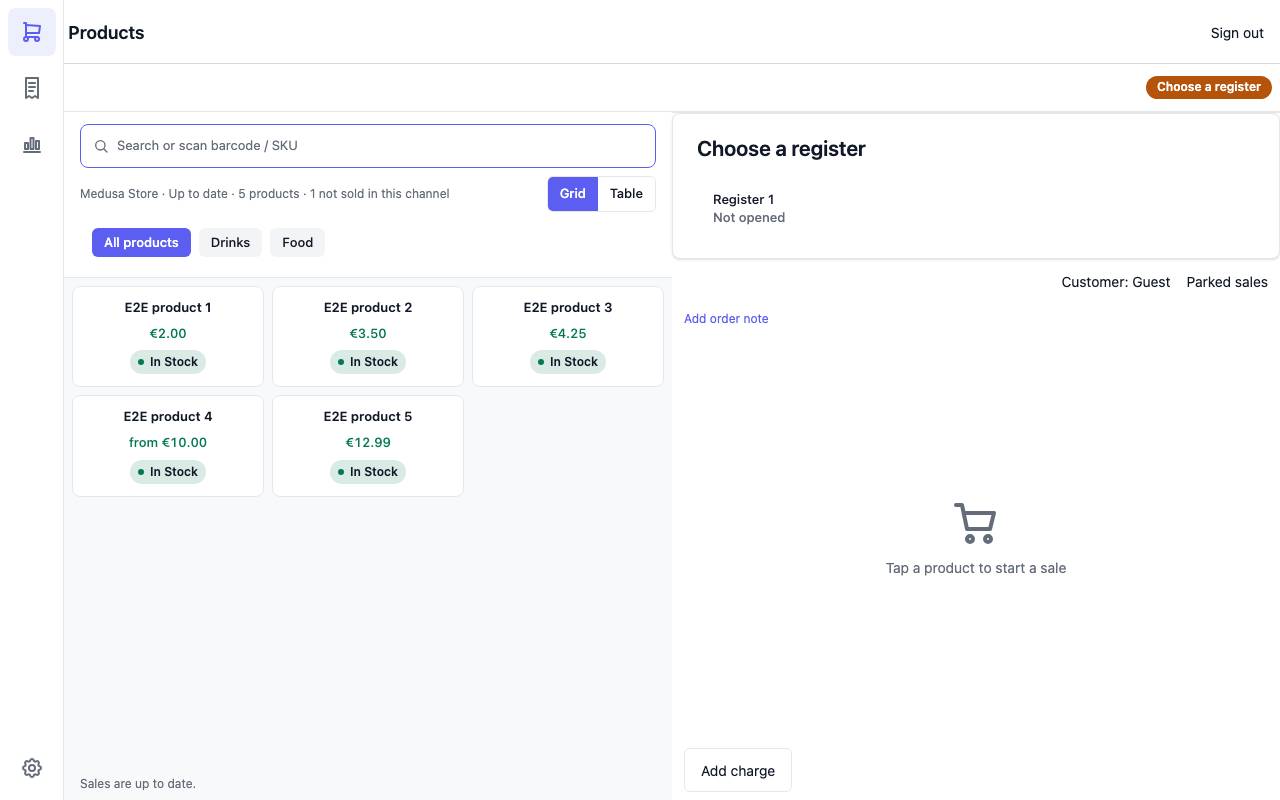 Products
Sign out
Choose a register
Search or scan barcode / SKU
Medusa Store · Up to date · 5 products · 1 not sold in this channel
Grid
Table
All products
Drinks
Food
E2E product 1
€2.00
In Stock
E2E product 2
€3.50
In Stock
E2E product 3
€4.25
In Stock
E2E product 4
from €10.00
In Stock
E2E product 5
€12.99
In Stock
Sales are up to date.
Choose a register
Register 1
Not opened
Customer: Guest
Parked sales
Add order note
Tap a product to start a sale
Add charge